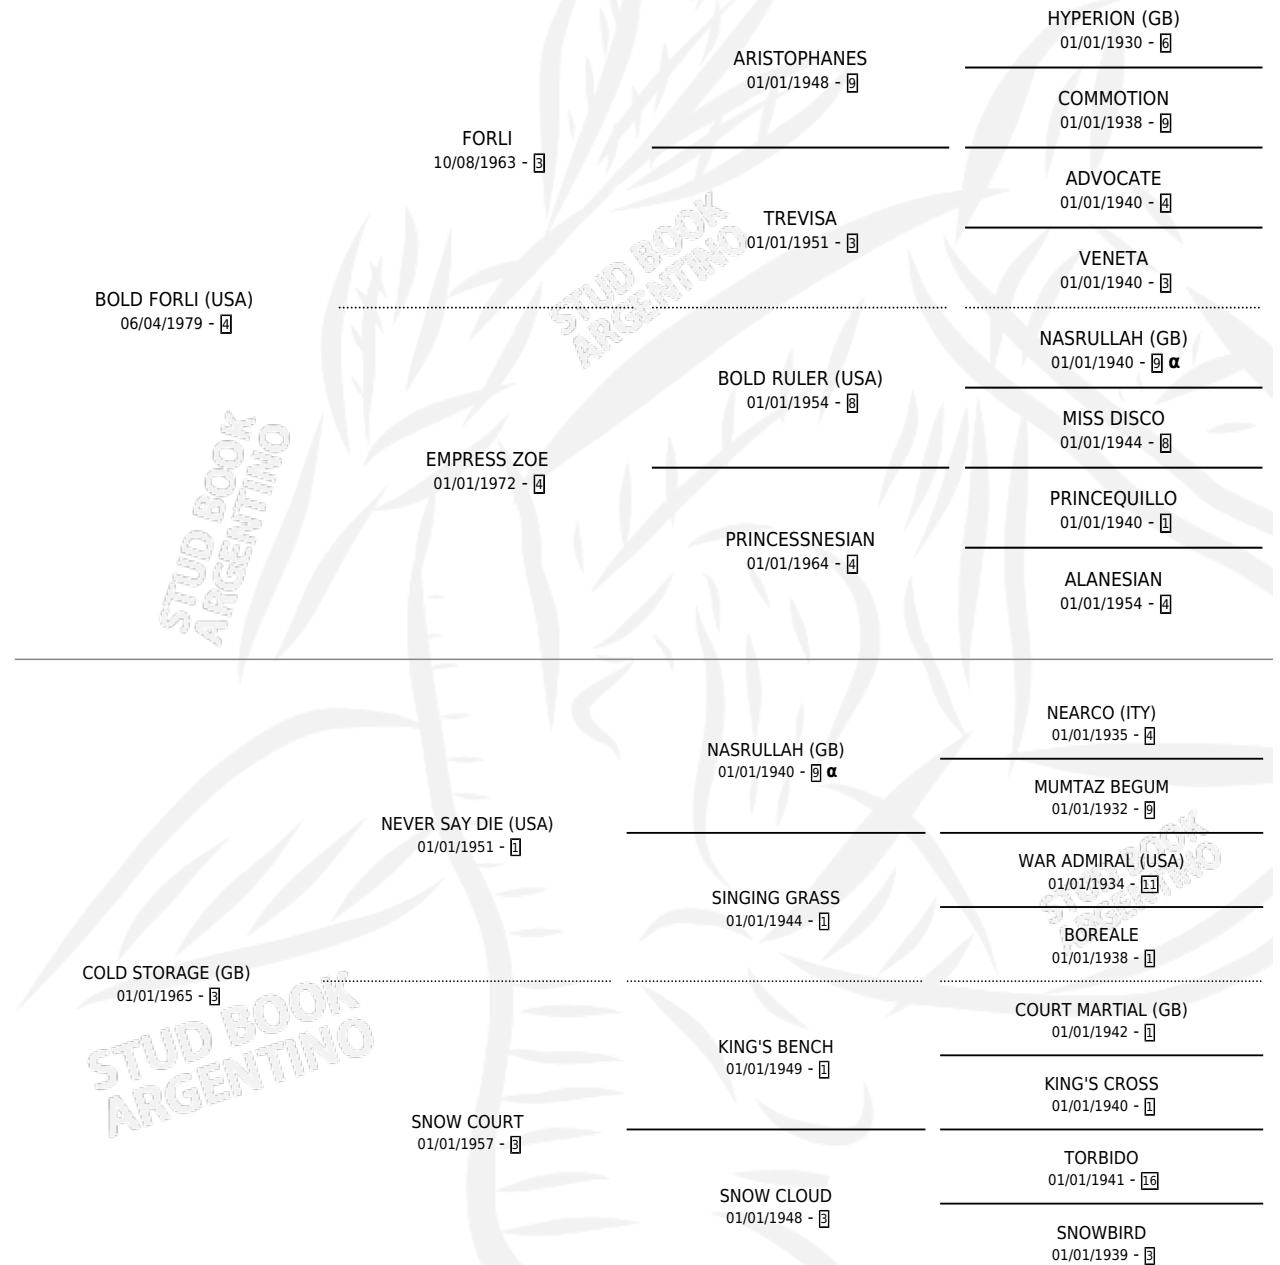 HYPERION (GB)
01/01/1930 - 6
ARISTOPHANES
01/01/1948 - 9
COMMOTION
01/01/1938 - 9
FORLI
10/08/1963 - 3
ADVOCATE
01/01/1940 - 4
TREVISA
01/01/1951 - 3
VENETA
01/01/1940 - 3
BOLD FORLI (USA)
06/04/1979 - 4
NASRULLAH (GB)
01/01/1940 - 9 α
BOLD RULER (USA)
01/01/1954 - 8
MISS DISCO
01/01/1944 - 8
EMPRESS ZOE
01/01/1972 - 4
PRINCEQUILLO
01/01/1940 - 1
PRINCESSNESIAN
01/01/1964 - 4
ALANESIAN
01/01/1954 - 4
NEARCO (ITY)
01/01/1935 - 4
NASRULLAH (GB)
01/01/1940 - 9 α
MUMTAZ BEGUM
01/01/1932 - 9
NEVER SAY DIE (USA)
01/01/1951 - 1
WAR ADMIRAL (USA)
01/01/1934 - 11
SINGING GRASS
01/01/1944 - 1
BOREALE
01/01/1938 - 1
COLD STORAGE (GB)
01/01/1965 - 3
COURT MARTIAL (GB)
01/01/1942 - 1
KING'S BENCH
01/01/1949 - 1
KING'S CROSS
01/01/1940 - 1
SNOW COURT
01/01/1957 - 3
TORBIDO
01/01/1941 - 16
SNOW CLOUD
01/01/1948 - 3
SNOWBIRD
01/01/1939 - 3
STUD BOOK
ARGENTINO
STUD BOOK
ARGENTINO
STUD BOOK
ARGENTINO
STUD BOOK
ARGENTINO